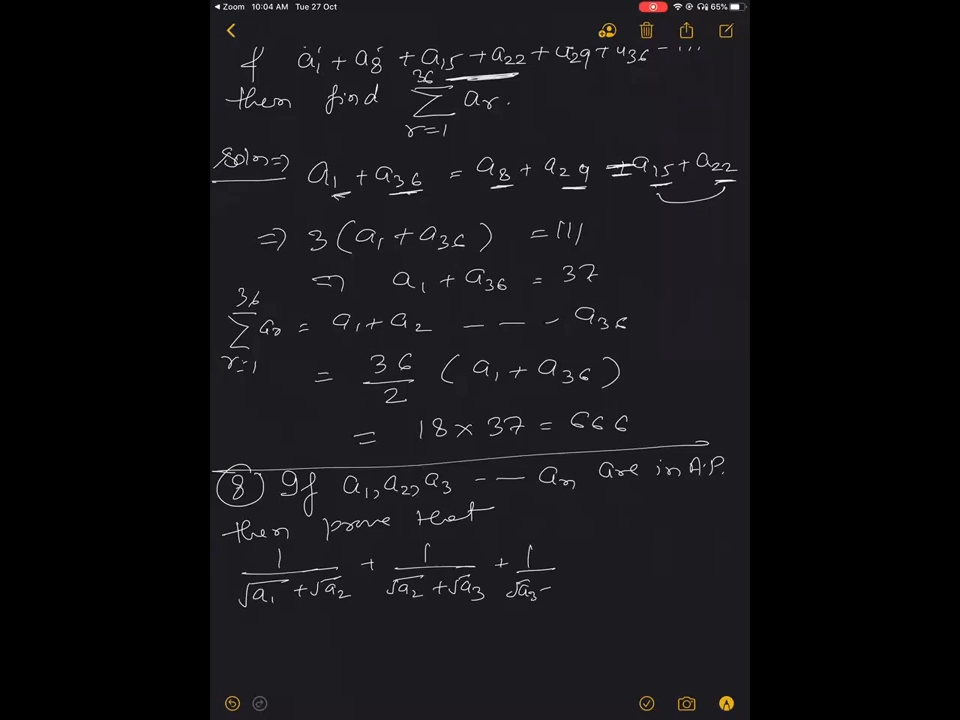 Zoom 10:04 AM Tue 27 Oct 65%
If a₁ + a₈ + a₁₅ + a₂₂ + a₂₉ + a₃₆ = 111
then find \sum_{r=1}^{36} aᵣ.
Soln⇒ a₁ + a₃₆ = a₈ + a₂₉ = a₁₅ + a₂₂
⇒ 3 (a₁ + a₃₆) = 111
⇒ a₁ + a₃₆ = 37
\sum_{r=1}^{36} aᵣ = a₁ + a₂ — — - a₃₆
= 36/2 (a₁ + a₃₆)
= 18 × 37 = 666
⑧ If a₁, a₂, a₃ -- — aₙ are in A.P.
then prove that
1/(√a₁ + √a₂) + 1/(√a₂ + √a₃) + 1/(√a₃ -